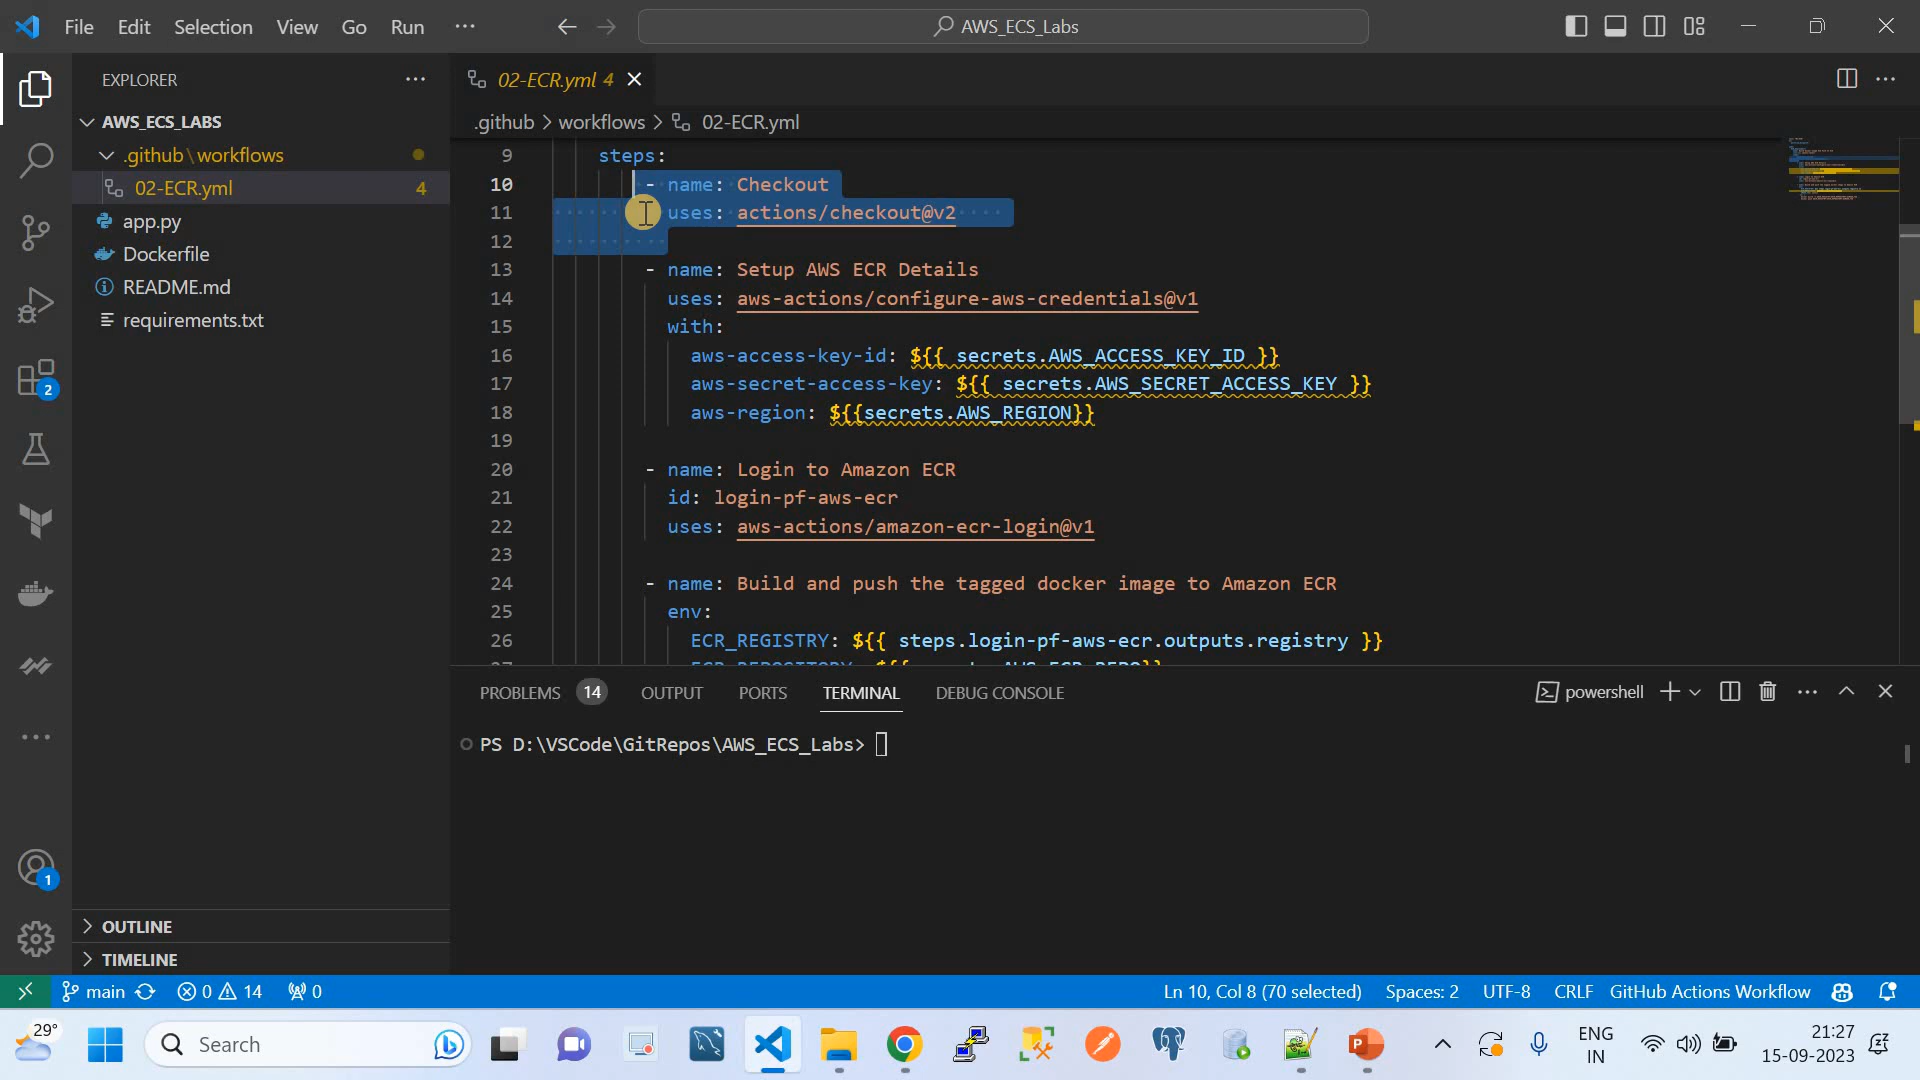 File Edit Selection View Go Run ···
AWS_ECS_Labs
EXPLORER
AWS_ECS_LABS
.github\workflows
02-ECR.yml 4
app.py
Dockerfile
README.md
requirements.txt
OUTLINE
TIMELINE
2
1
02-ECR.yml 4
.github > workflows > 02-ECR.yml
9 steps:
10 - name: Checkout
11 uses: actions/checkout@v2
12
13 - name: Setup AWS ECR Details
14 uses: aws-actions/configure-aws-credentials@v1
15 with:
16 aws-access-key-id: ${{ secrets.AWS_ACCESS_KEY_ID }}
17 aws-secret-access-key: ${{ secrets.AWS_SECRET_ACCESS_KEY }}
18 aws-region: ${{secrets.AWS_REGION}}
19
20 - name: Login to Amazon ECR
21 id: login-pf-aws-ecr
22 uses: aws-actions/amazon-ecr-login@v1
23
24 - name: Build and push the tagged docker image to Amazon ECR
25 env:
26 ECR_REGISTRY: ${{ steps.login-pf-aws-ecr.outputs.registry }}
PROBLEMS 14 OUTPUT PORTS TERMINAL DEBUG CONSOLE
powershell
PS D:\VSCode\GitRepos\AWS_ECS_Labs>
main 0 14 0
Ln 10, Col 8 (70 selected) Spaces: 2 UTF-8 CRLF GitHub Actions Workflow
29°
Search
ENG
IN
21:27
15-09-2023